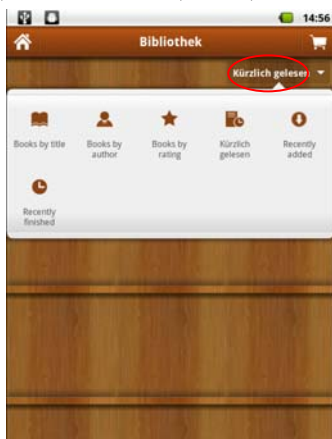 14:56
Bibliothek
Kürzlich gelesen
Books by title
Books by
author
Books by
rating
Kürzlich
gelesen
Recently
added
Recently
finished